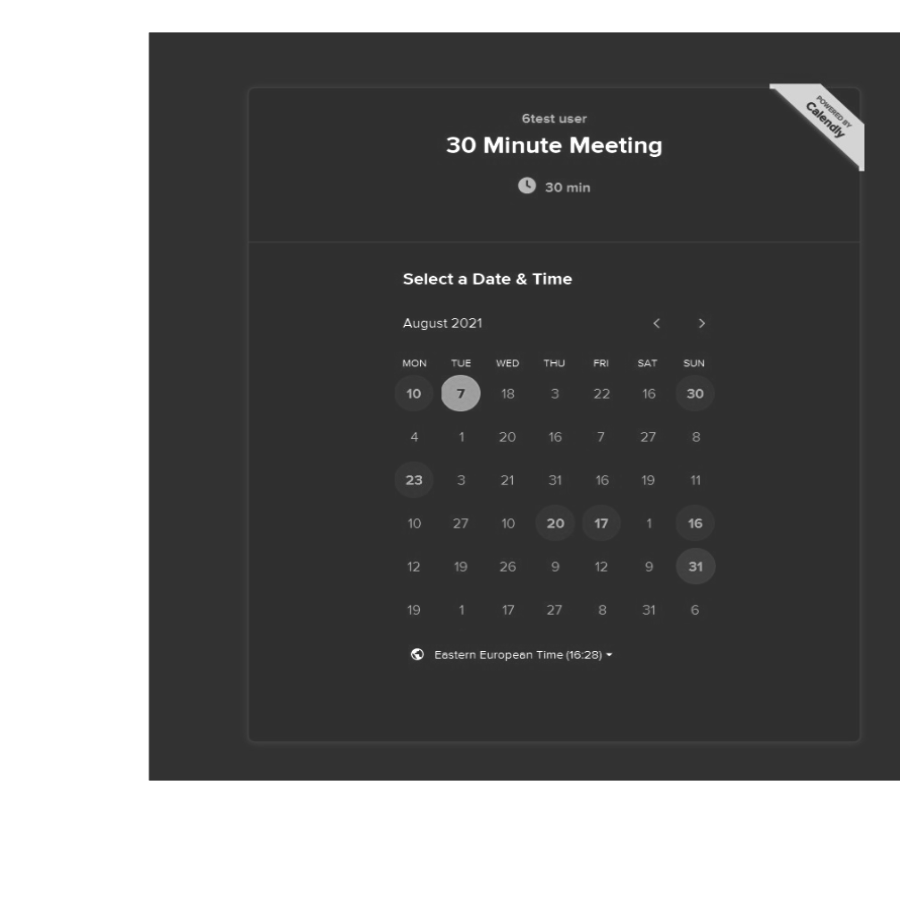 POWERED BY
Calendly
6test user
30 Minute Meeting
30 min
Select a Date & Time
August 2021
MON TUE WED THU FRI SAT SUN
10 7 18 3 22 16 30
4 1 20 16 7 27 8
23 3 21 31 16 19 11
10 27 10 20 17 1 16
12 19 26 9 12 9 31
19 1 17 27 8 31 6
Eastern European Time (16:28)